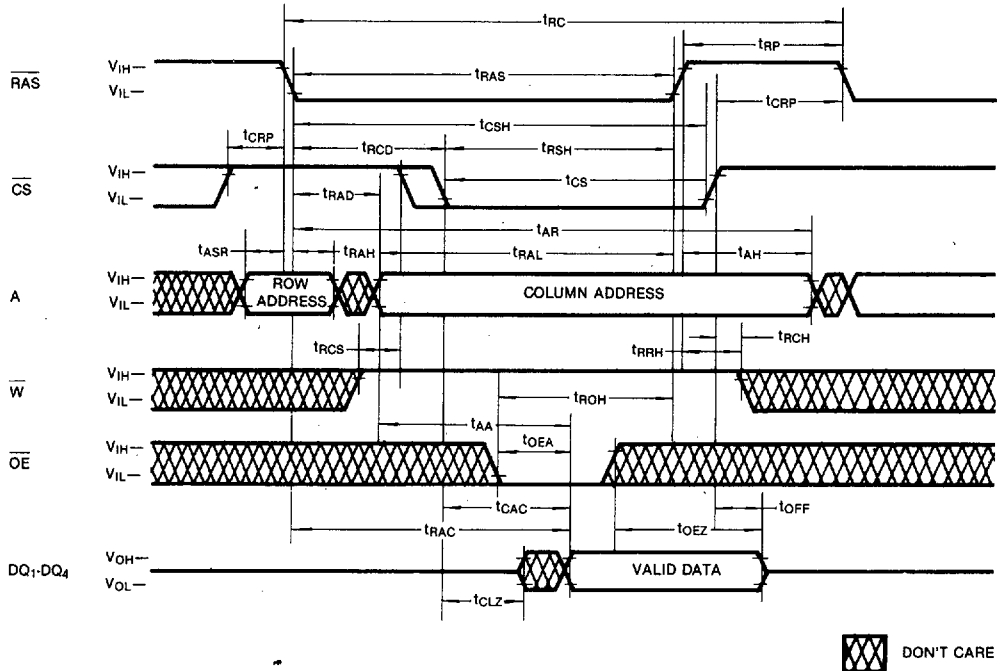 tRC
tRP
RAS
VIH—
VIL—
tRAS
tCRP
tCSH
tCRP
tRCD
tRSH
CS
VIH—
VIL—
tCS
tRAD
tAR
tASR
tRAH
tRAL
tAH
A
VIH—
VIL—
ROW
ADDRESS
COLUMN ADDRESS
tRCS
tRRH
tRCH
W
VIH—
VIL—
tROH
tAA
tOEA
OE
VIH—
VIL—
tCAC
tOFF
tRAC
tOEZ
DQ1-DQ4
VOH—
VOL—
VALID DATA
tCLZ
DON'T CARE